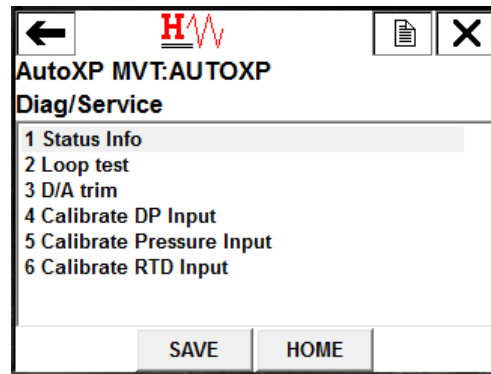 H
AutoXP MVT:AUTOXP
Diag/Service
1 Status Info
2 Loop test
3 D/A trim
4 Calibrate DP Input
5 Calibrate Pressure Input
6 Calibrate RTD Input
SAVE HOME